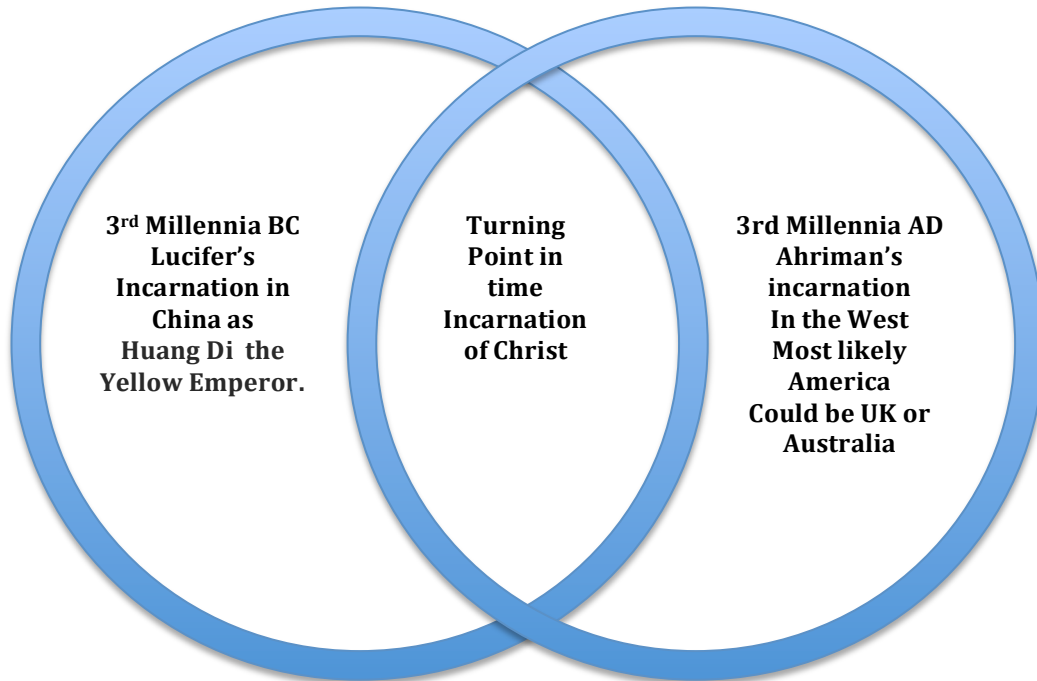 3rd Millennia BC
Lucifer's
Incarnation in
China as
Huang Di the
Yellow Emperor.
Turning
Point in
time
Incarnation
of Christ
3rd Millennia AD
Ahriman's
incarnation
In the West
Most likely
America
Could be UK or
Australia